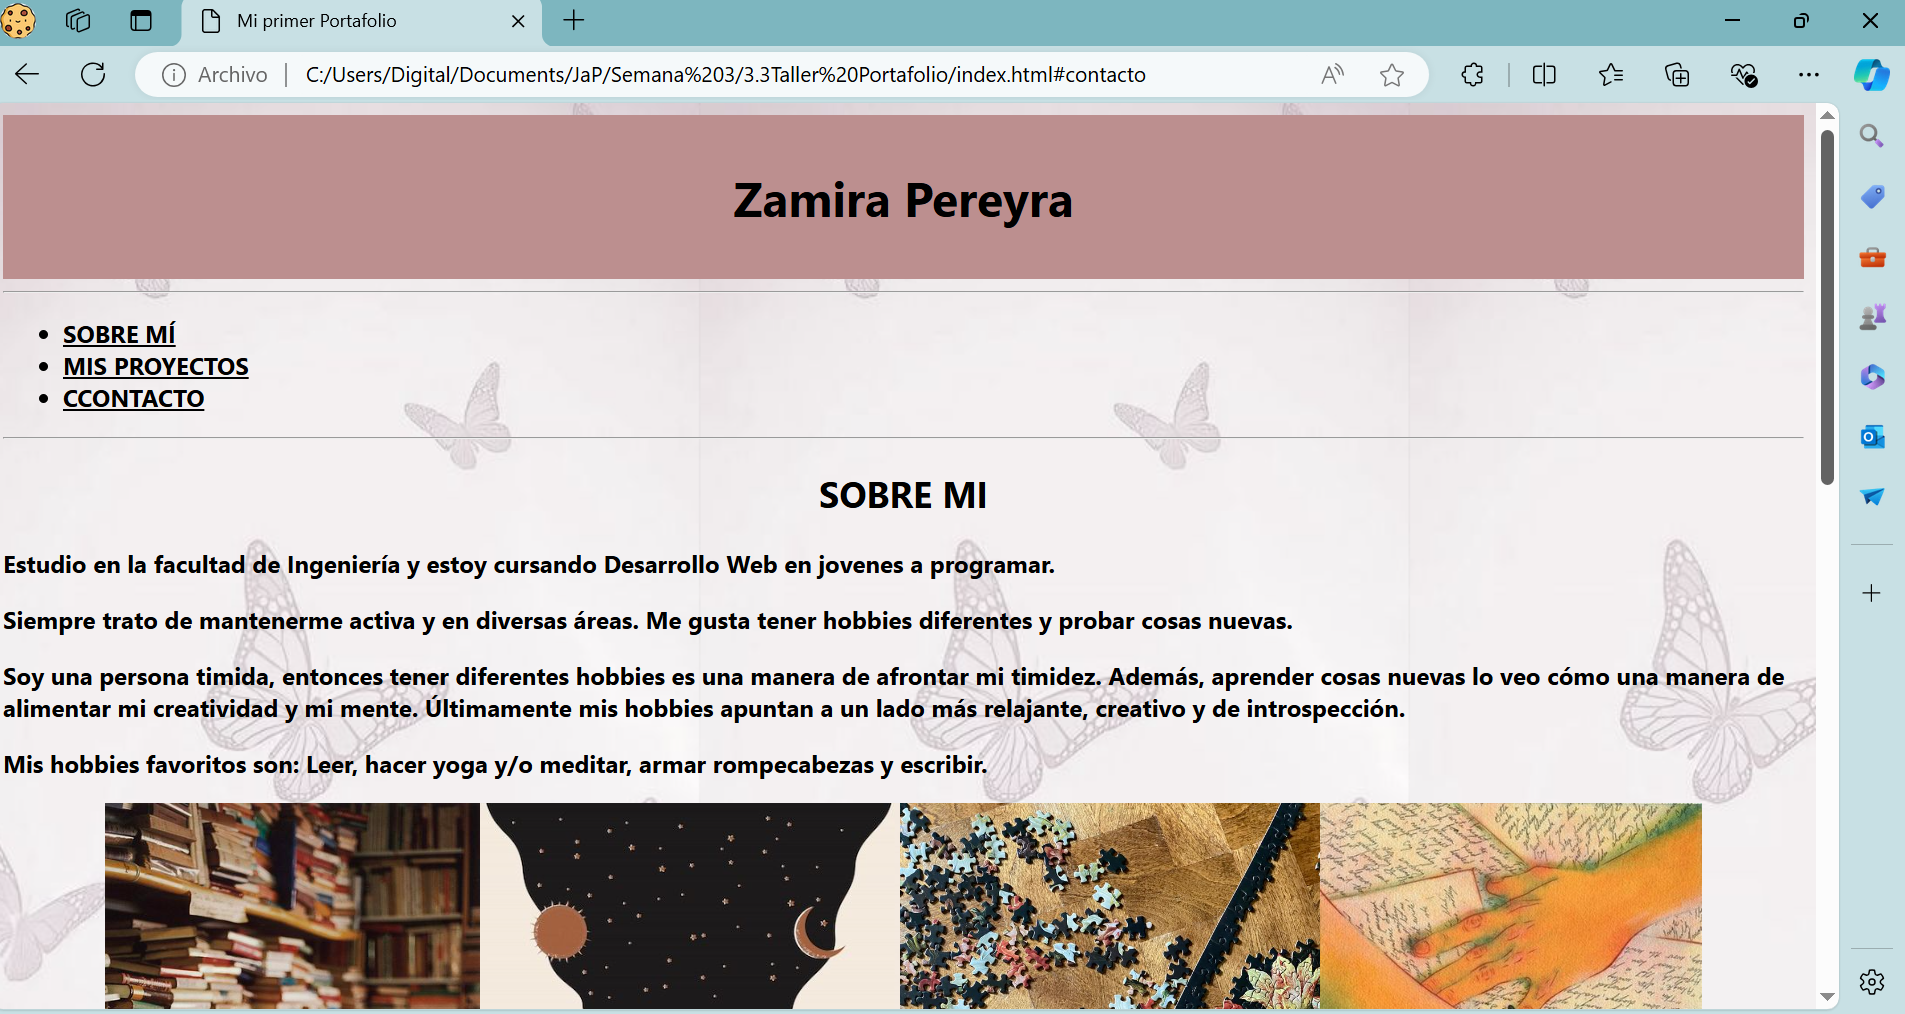 Mi primer Portafolio
Archivo
C:/Users/Digital/Documents/JaP/Semana%203/3.3Taller%20Portafolio/index.html#contacto
Zamira Pereyra
SOBRE MÍ
MIS PROYECTOS
CCONTACTO
SOBRE MI
Estudio en la facultad de Ingeniería y estoy cursando Desarrollo Web en jovenes a programar.
Siempre trato de mantenerme activa y en diversas áreas. Me gusta tener hobbies diferentes y probar cosas nuevas.
Soy una persona timida, entonces tener diferentes hobbies es una manera de afrontar mi timidez. Además, aprender cosas nuevas lo veo cómo una manera de
alimentar mi creatividad y mi mente. Últimamente mis hobbies apuntan a un lado más relajante, creativo y de introspección.
Mis hobbies favoritos son: Leer, hacer yoga y/o meditar, armar rompecabezas y escribir.